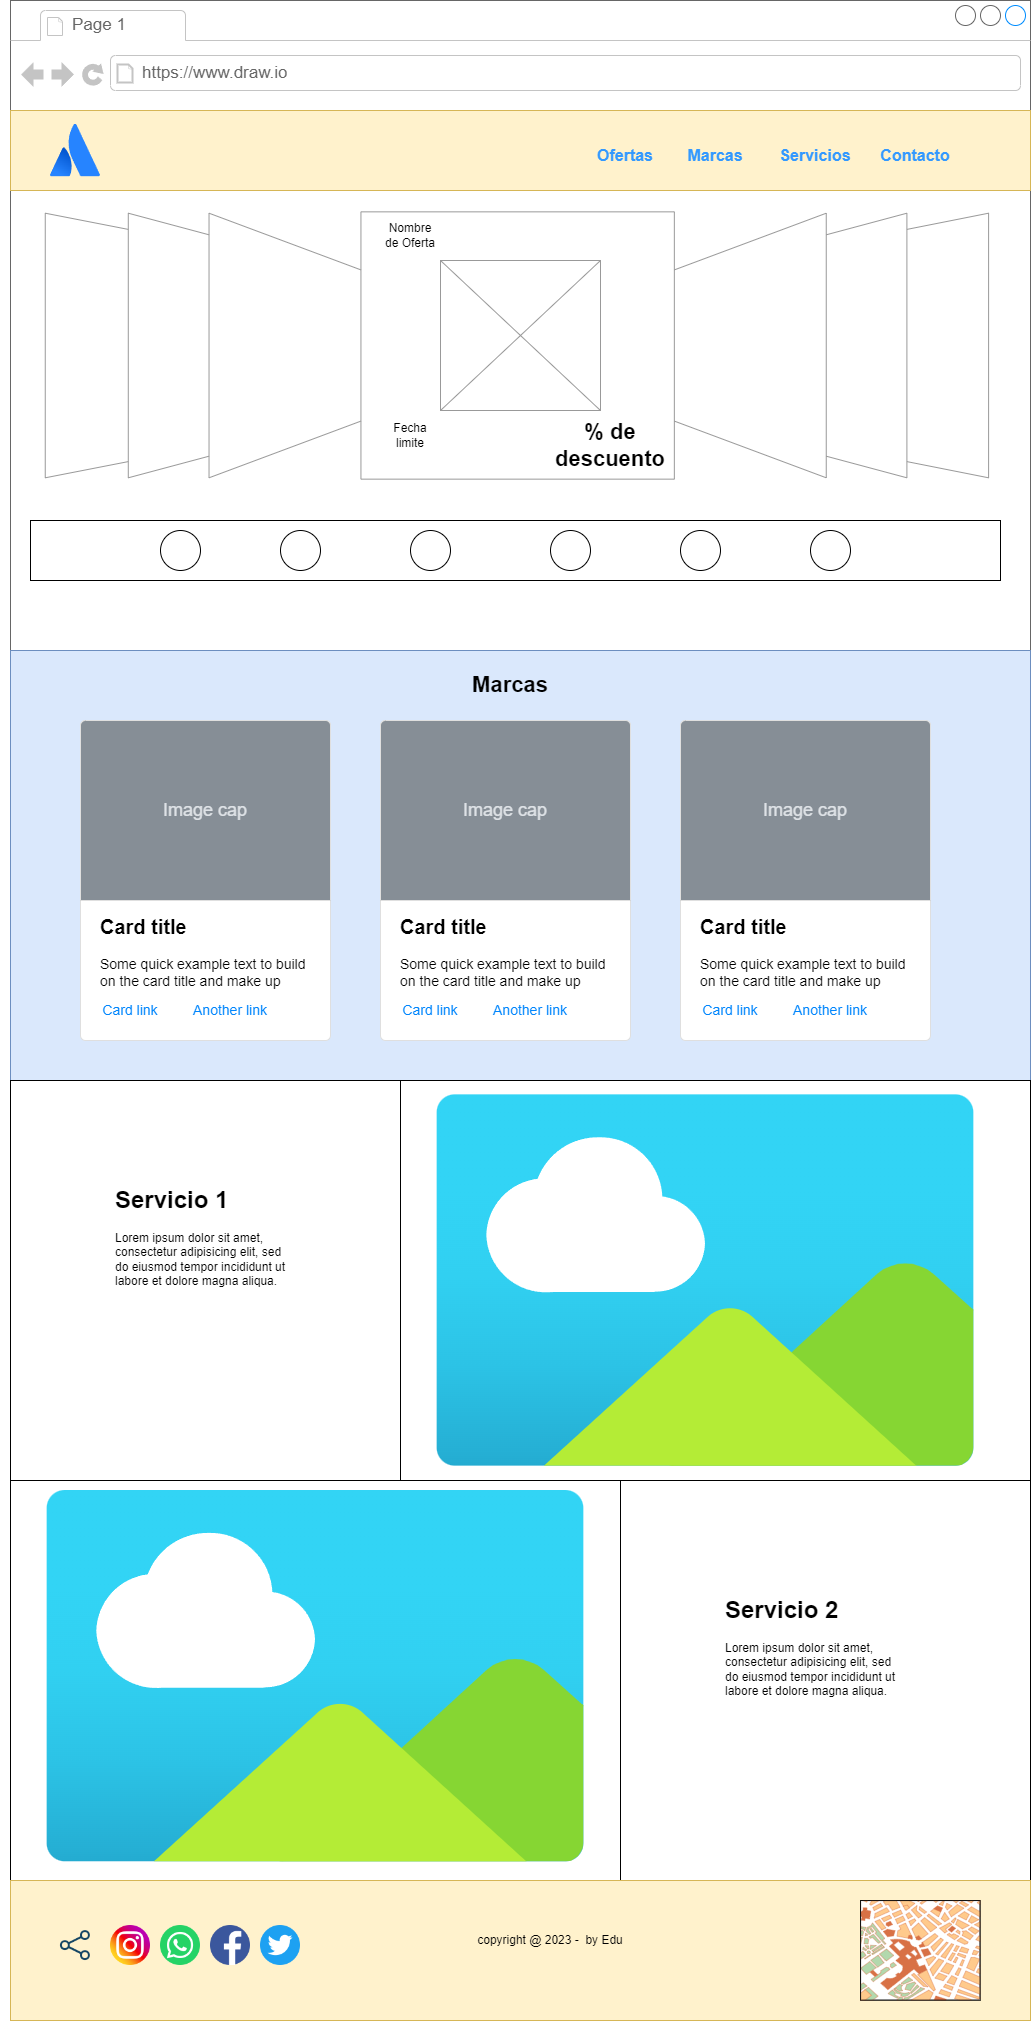 Page 1
https://www.draw.io
Ofertas Marcas Servicios Contacto
Nombre
de Oferta
Fecha
limite
% de
descuento
Marcas
Image cap Image cap Image cap
Card title Card title Card title
Some quick example text to build Some quick example text to build Some quick example text to build
on the card title and make up on the card title and make up on the card title and make up
Card link Another link Card link Another link Card link Another link
Servicio 1
Lorem ipsum dolor sit amet,
consectetur adipisicing elit, sed
do eiusmod tempor incididunt ut
labore et dolore magna aliqua.
Servicio 2
Lorem ipsum dolor sit amet,
consectetur adipisicing elit, sed
do eiusmod tempor incididunt ut
labore et dolore magna aliqua.
copyright @ 2023 - by Edu